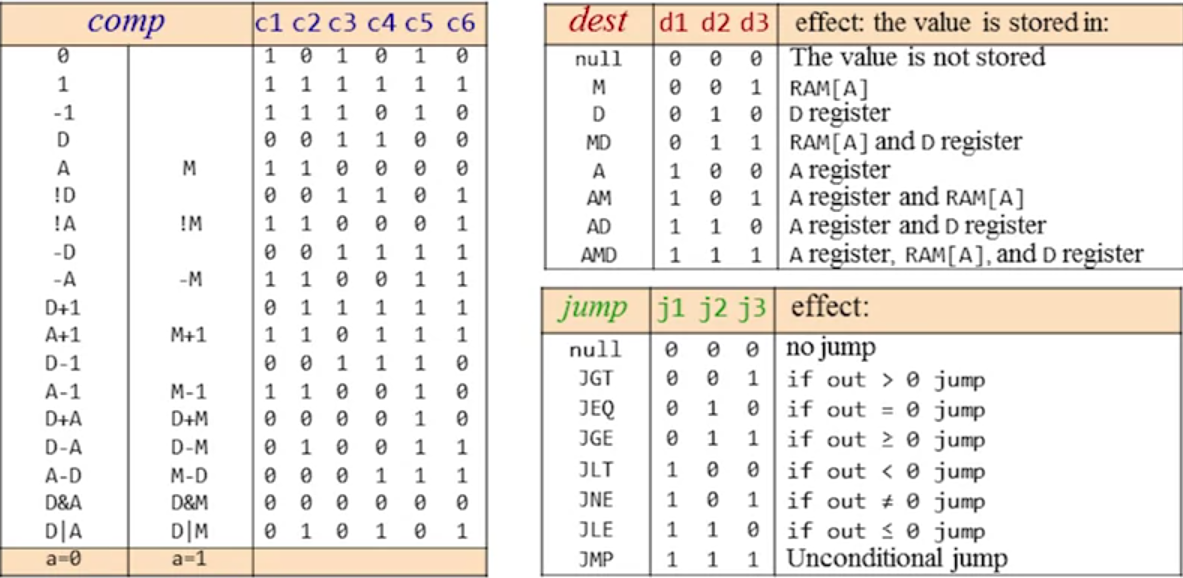 comp c1 c2 c3 c4 c5 c6
0 1 0 1 0 1 0
1 1 1 1 1 1 1
-1 1 1 1 0 1 0
D 0 0 1 1 0 0
A M 1 1 0 0 0 0
!D 0 0 1 1 0 1
!A !M 1 1 0 0 0 1
-D 0 0 1 1 1 1
-A -M 1 1 0 0 1 1
D+1 0 1 1 1 1 1
A+1 M+1 1 1 0 1 1 1
D-1 0 0 1 1 1 0
A-1 M-1 1 1 0 0 1 0
D+A D+M 0 0 0 0 1 0
D-A D-M 0 1 0 0 1 1
A-D M-D 0 0 0 1 1 1
D&A D&M 0 0 0 0 0 0
D|A D|M 0 1 0 1 0 1
a=0 a=1
dest d1 d2 d3 effect: the value is stored in:
null 0 0 0 The value is not stored
M 0 0 1 RAM[A]
D 0 1 0 D register
MD 0 1 1 RAM[A] and D register
A 1 0 0 A register
AM 1 0 1 A register and RAM[A]
AD 1 1 0 A register and D register
AMD 1 1 1 A register, RAM[A], and D register
jump j1 j2 j3 effect:
null 0 0 0 no jump
JGT 0 0 1 if out > 0 jump
JEQ 0 1 0 if out = 0 jump
JGE 0 1 1 if out ≥ 0 jump
JLT 1 0 0 if out < 0 jump
JNE 1 0 1 if out ≠ 0 jump
JLE 1 1 0 if out ≤ 0 jump
JMP 1 1 1 Unconditional jump